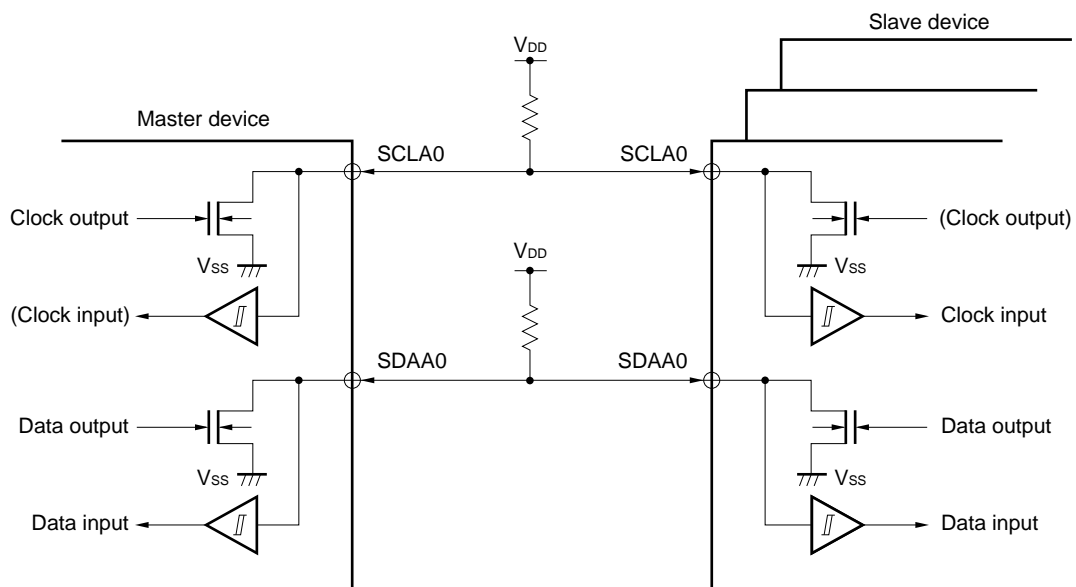 Slave device
VDD
Master device
SCLA0 SCLA0
Clock output (Clock output)
VSS VSS
VDD
(Clock input) Clock input
SDAA0 SDAA0
Data output Data output
VSS VSS
Data input Data input